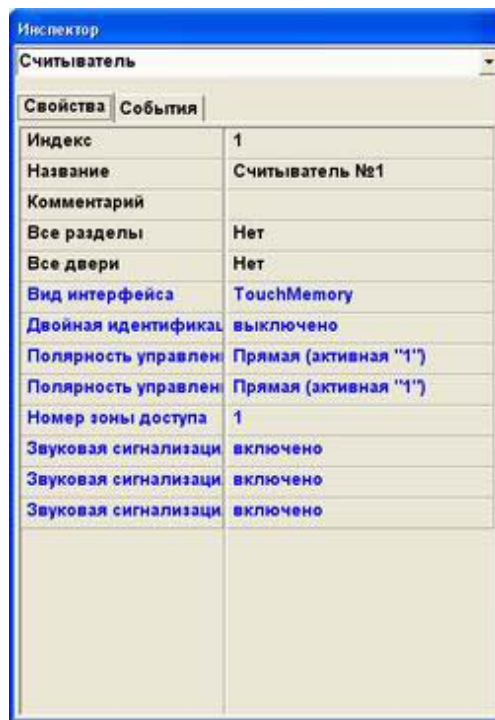 Инспектор
Считыватель
Свойства События
Индекс 1
Название Считыватель №1
Комментарий
Все разделы Нет
Все двери Нет
Вид интерфейса TouchMemory
Двойная идентификац выключено
Полярность управлен Прямая (активная "1")
Полярность управлен Прямая (активная "1")
Номер зоны доступа 1
Звуковая сигнализаци включено
Звуковая сигнализаци включено
Звуковая сигнализаци включено